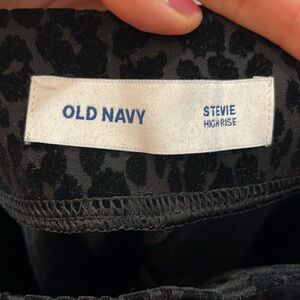 OLD NAVY
STEVIE
HIGH RISE